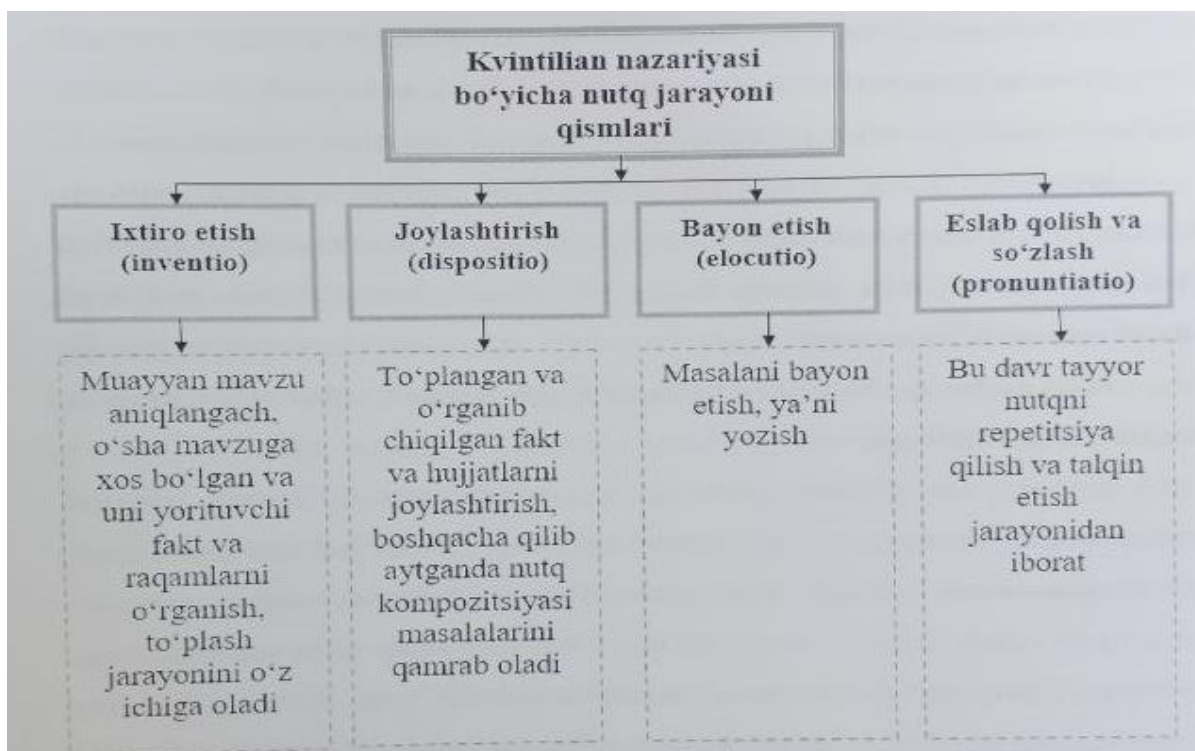 Kvintilian nazariyasi
bo‘yicha nutq jarayoni
qismlari
Ixtiro etish
(inventio)
Joylashtirish
(dispositio)
Bayon etish
(elocutio)
Eslab qolish va
so‘zlash
(pronuntiatio)
Muayyan mavzu
aniqlangach,
o‘sha mavzuga
xos bo‘lgan va
uni yorituvchi
fakt va
raqamlarni
o‘rganish,
to‘plash
jarayonini o‘z
ichiga oladi
To‘plangan va
o‘rganib
chiqilgan fakt
va hujjatlarni
joylashtirish,
boshqacha qilib
aytganda nutq
kompozitsiyasi
masalalarini
qamrab oladi
Masalani bayon
etish, ya’ni
yozish
Bu davr tayyor
nutqni
repetitsiya
qilish va talqin
etish
jarayonidan
iborat